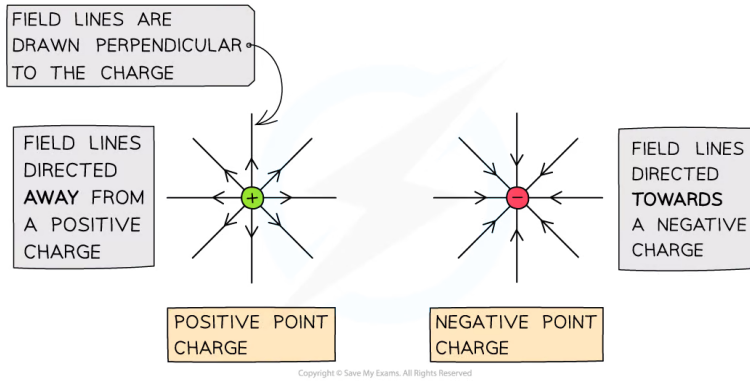 FIELD LINES ARE
DRAWN PERPENDICULAR
TO THE CHARGE
FIELD LINES
DIRECTED
AWAY FROM
A POSITIVE
CHARGE
+
−
FIELD LINES
DIRECTED
TOWARDS
A NEGATIVE
CHARGE
POSITIVE POINT
CHARGE
NEGATIVE POINT
CHARGE
Copyright © Save My Exams. All Rights Reserved